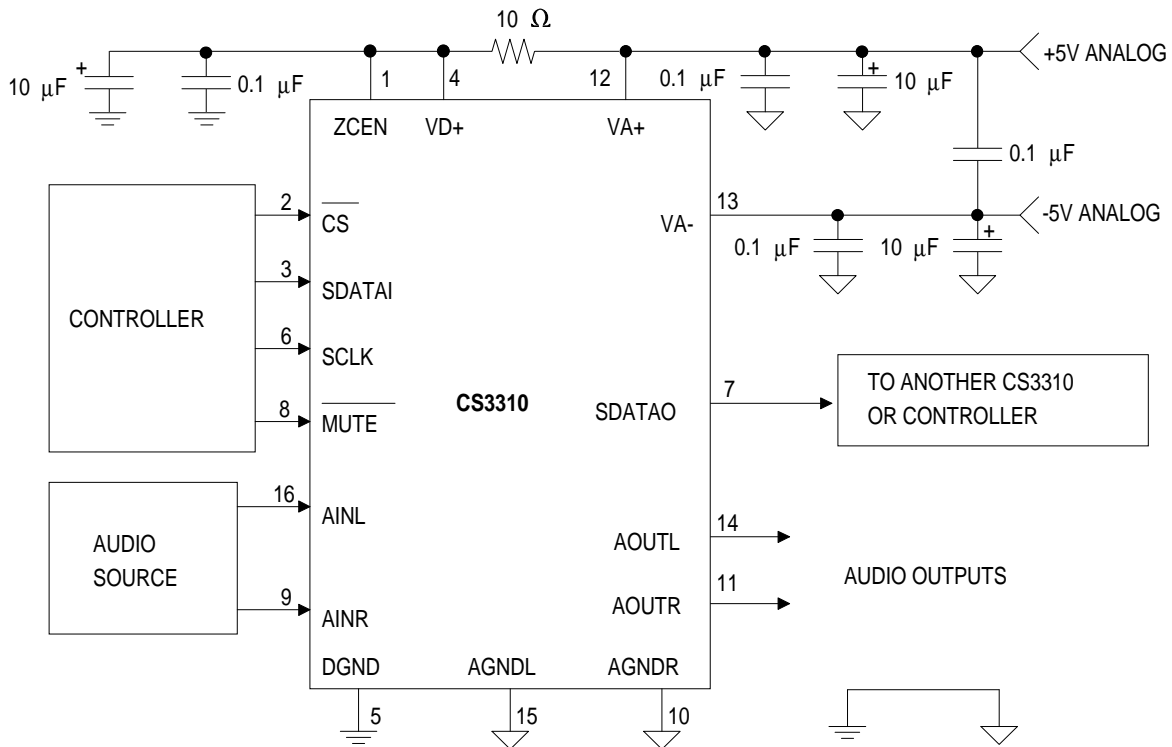 10 Ω
+5V ANALOG
10 µF
+
0.1 µF
1
4
12
0.1 µF
+
10 µF
ZCEN
VD+
VA+
0.1 µF
CONTROLLER
2
CS
3
SDATAI
6
SCLK
8
MUTE
VA-
13
-5V ANALOG
0.1 µF
10 µF
+
CS3310
SDATAO
7
TO ANOTHER CS3310
OR CONTROLLER
AUDIO
SOURCE
16
AINL
9
AINR
AOUTL
14
AOUTR
11
AUDIO OUTPUTS
DGND
AGNDL
AGNDR
5
15
10